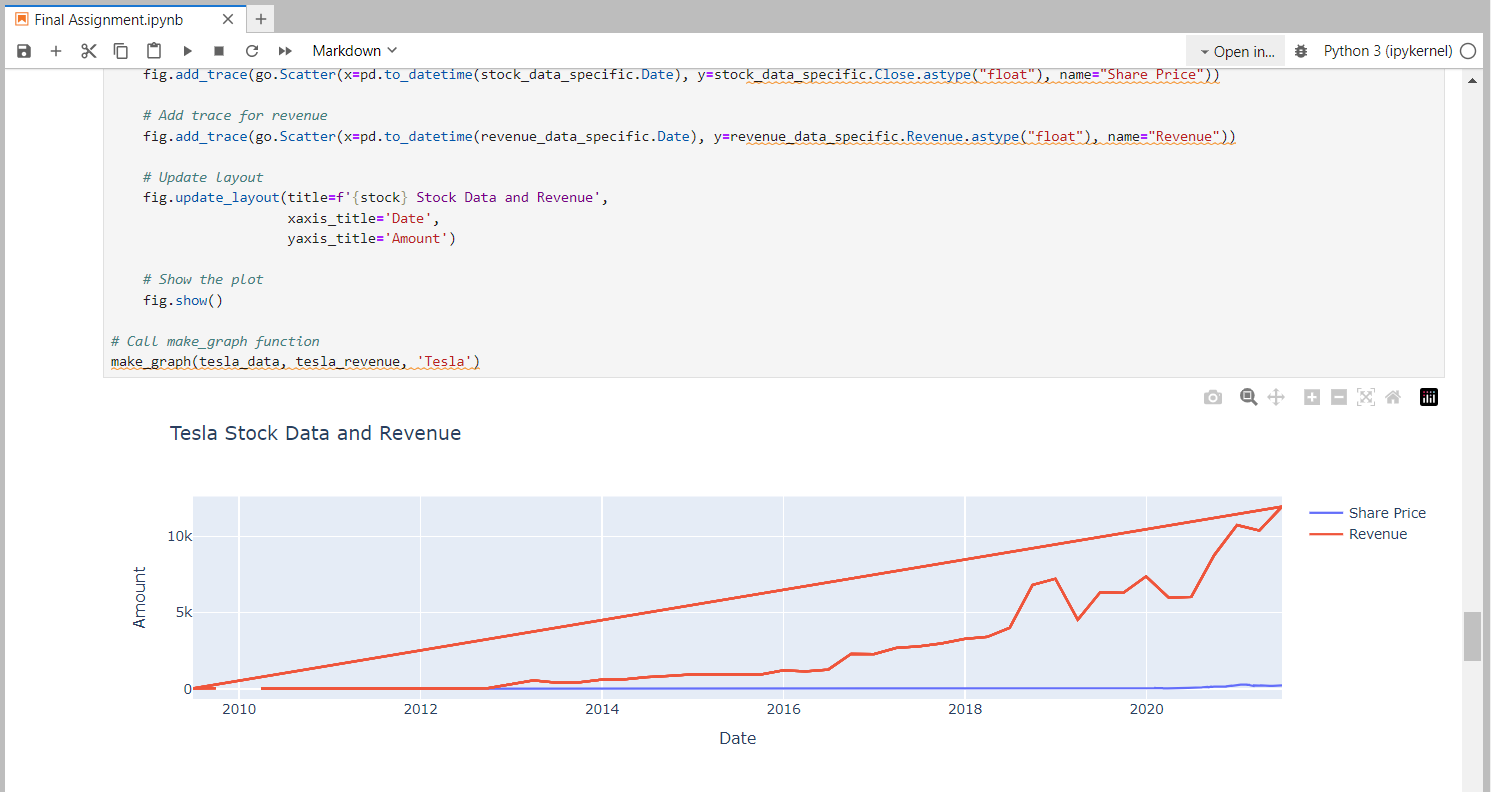 Final Assignment.ipynb
Markdown
Open in...
Python 3 (ipykernel)
fig.add_trace(go.Scatter(x=pd.to_datetime(stock_data_specific.Date), y=stock_data_specific.Close.astype("float"), name="Share Price"))
# Add trace for revenue
fig.add_trace(go.Scatter(x=pd.to_datetime(revenue_data_specific.Date), y=revenue_data_specific.Revenue.astype("float"), name="Revenue"))
# Update layout
fig.update_layout(title=f'{stock} Stock Data and Revenue',
xaxis_title='Date',
yaxis_title='Amount')
# Show the plot
fig.show()
# Call make_graph function
make_graph(tesla_data, tesla_revenue, 'Tesla')
Tesla Stock Data and Revenue
Share Price
Revenue
10k
5k
0
Amount
2010
2012
2014
2016
2018
2020
Date